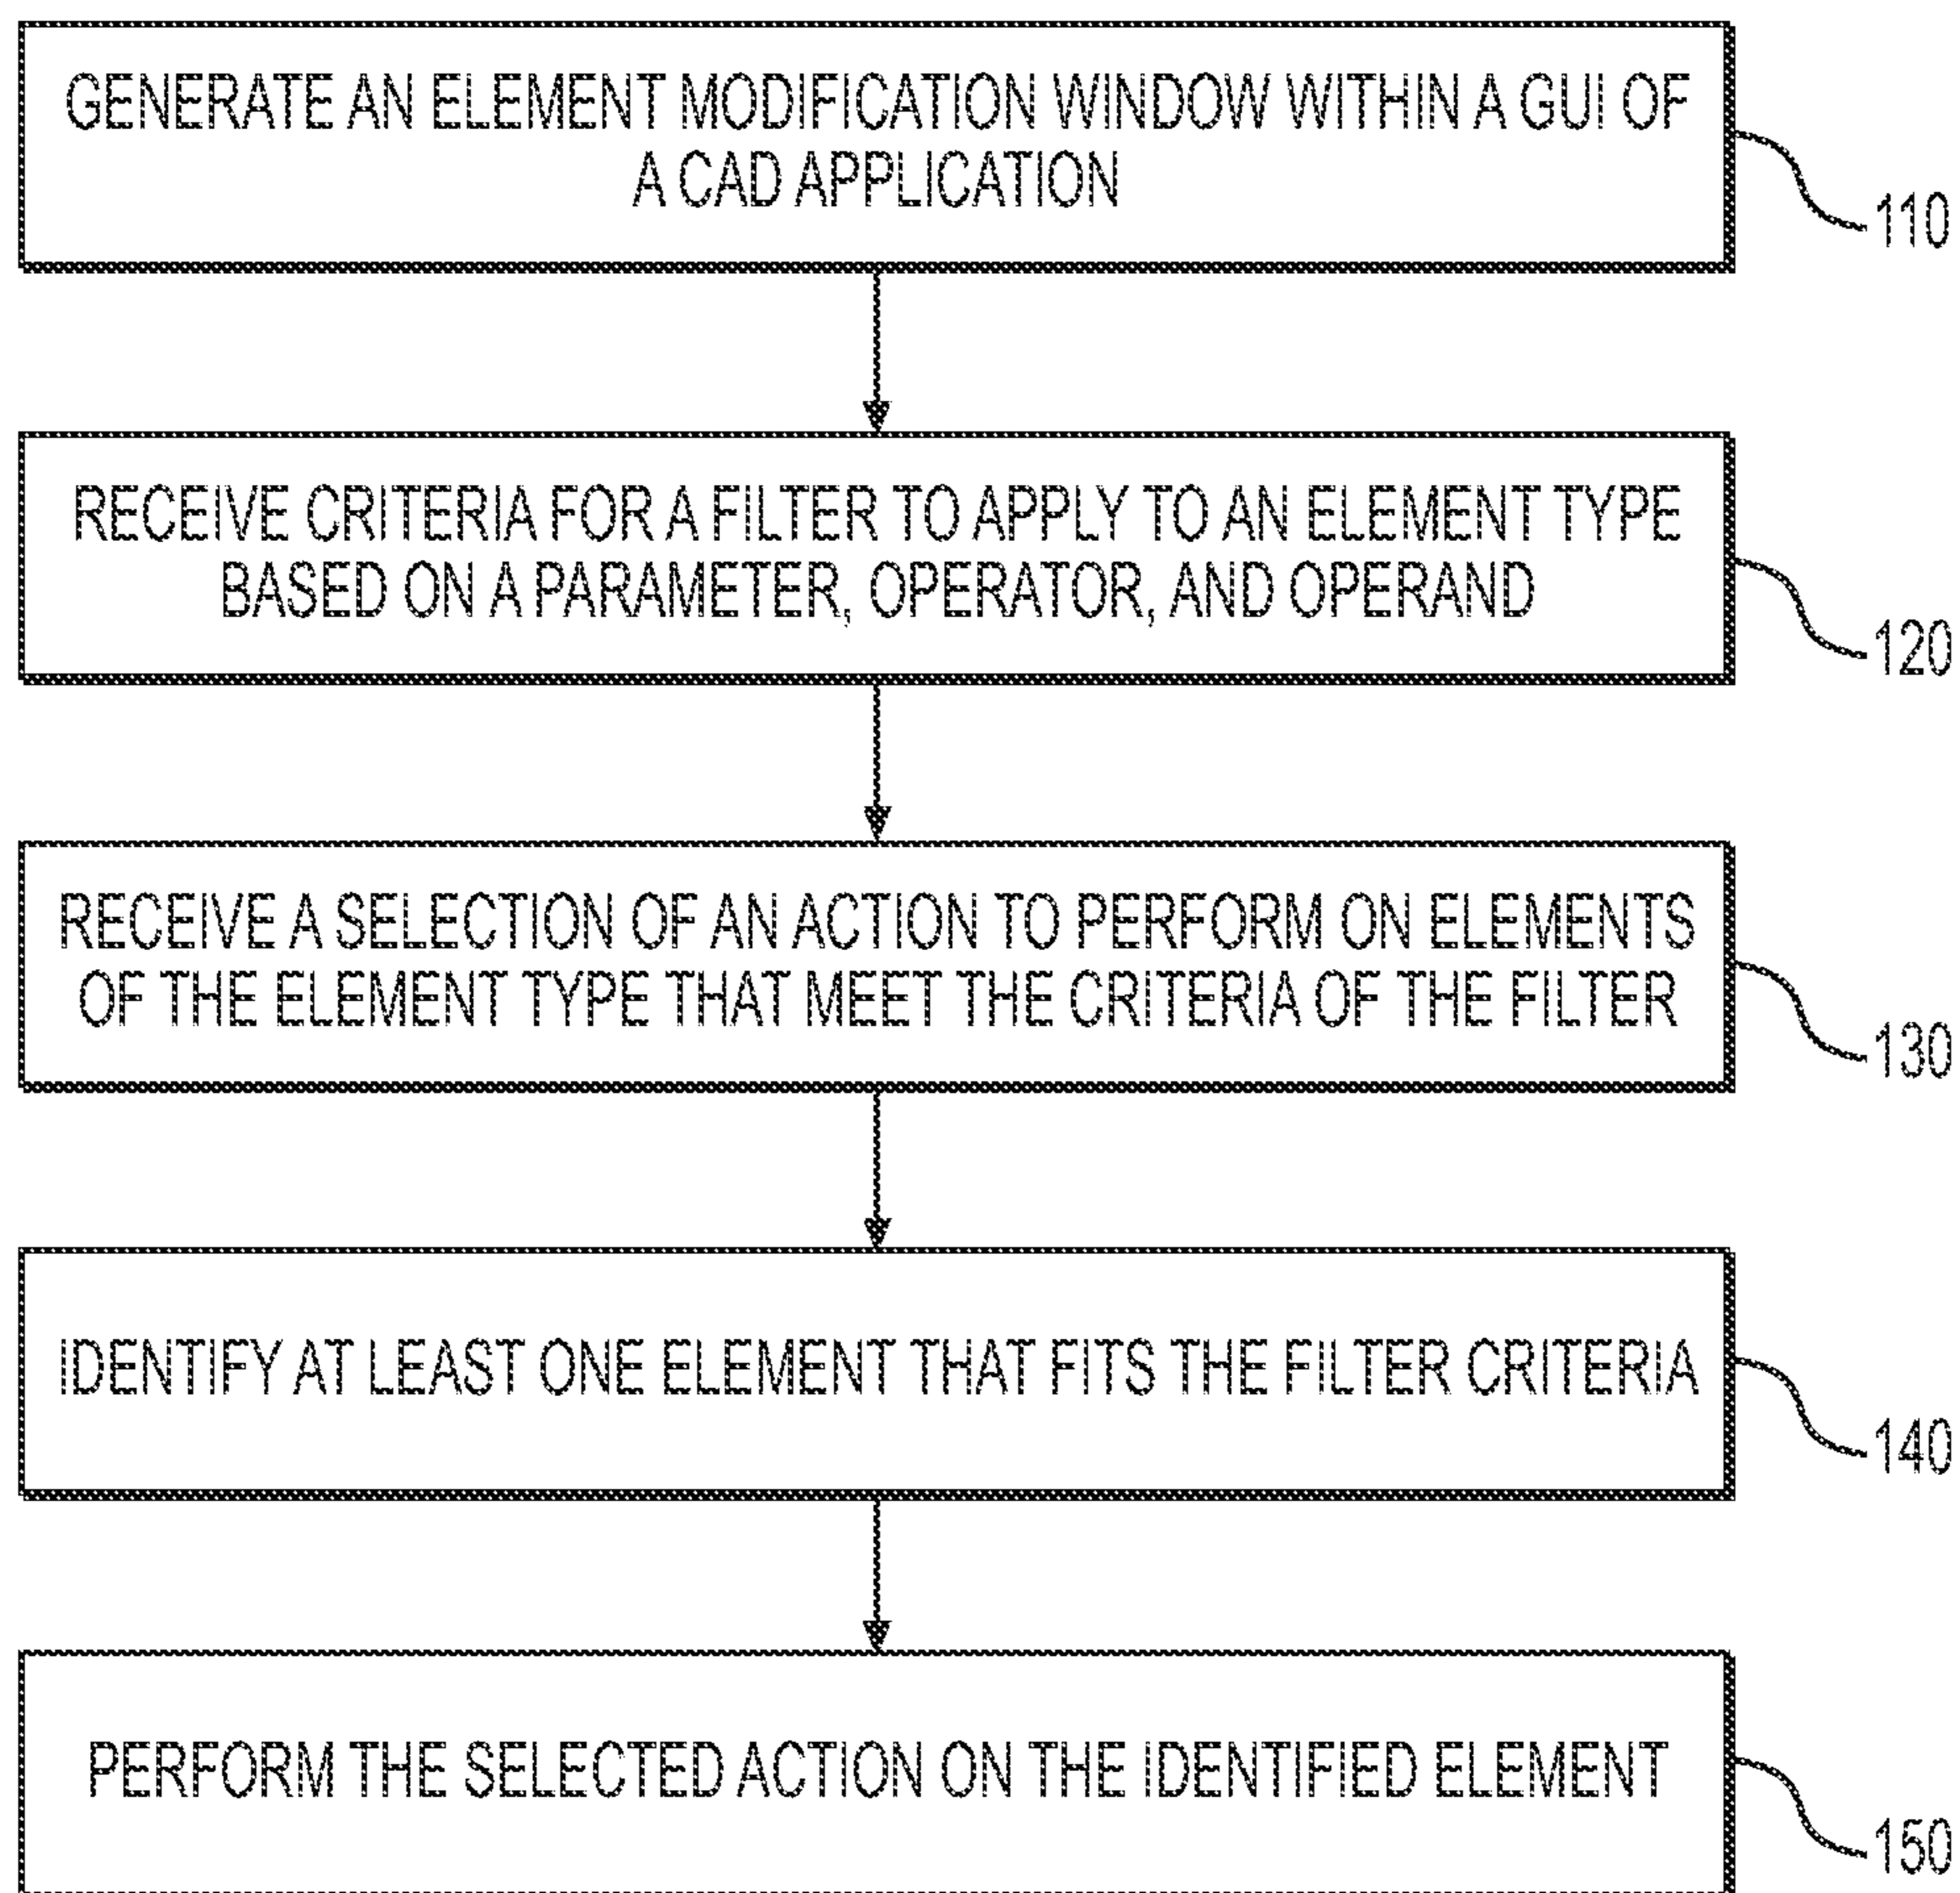 GENERATE AN ELEMENT MODIFICATION WINDOW WITHIN A GUI OF
A CAD APPLICATION
110
RECEIVE CRITERIA FOR A FILTER TO APPLY TO AN ELEMENT TYPE
BASED ON A PARAMETER, OPERATOR, AND OPERAND
120
RECEIVE A SELECTION OF AN ACTION TO PERFORM ON ELEMENTS
OF THE ELEMENT TYPE THAT MEET THE CRITERIA OF THE FILTER
130
IDENTIFY AT LEAST ONE ELEMENT THAT FITS THE FILTER CRITERIA
140
PERFORM THE SELECTED ACTION ON THE IDENTIFIED ELEMENT
150